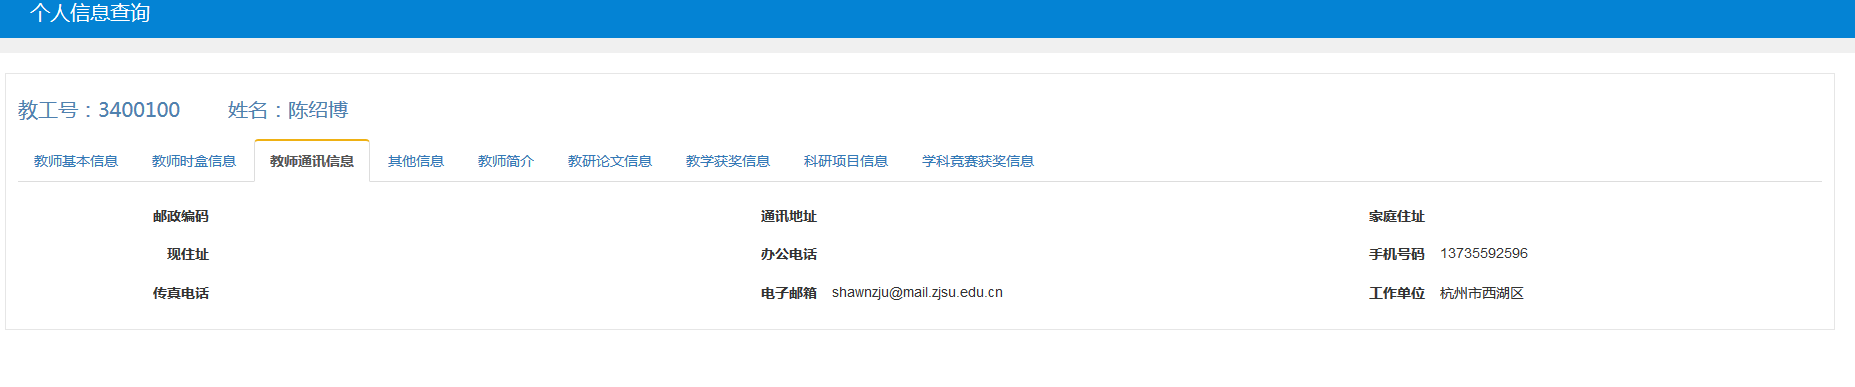 个人信息查询
教工号：3400100 姓名：陈绍博
教师基本信息 教师时盒信息 教师通讯信息 其他信息 教师简介 教研论文信息 教学获奖信息 科研项目信息 学科竞赛获奖信息
邮政编码 通讯地址 家庭住址
现住址 办公电话 手机号码 13735592596
传真电话 电子邮箱 shawnzju@mail.zjsu.edu.cn 工作单位 杭州市西湖区